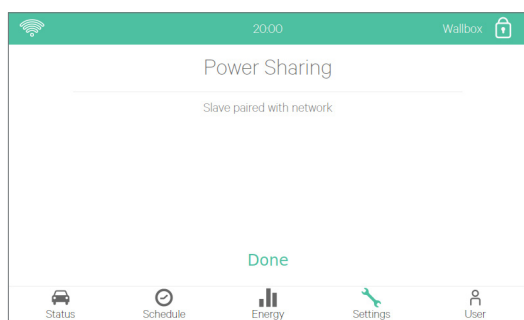 20:00
Wallbox
Power Sharing
Slave paired with network
Done
Status
Schedule
Energy
Settings
User